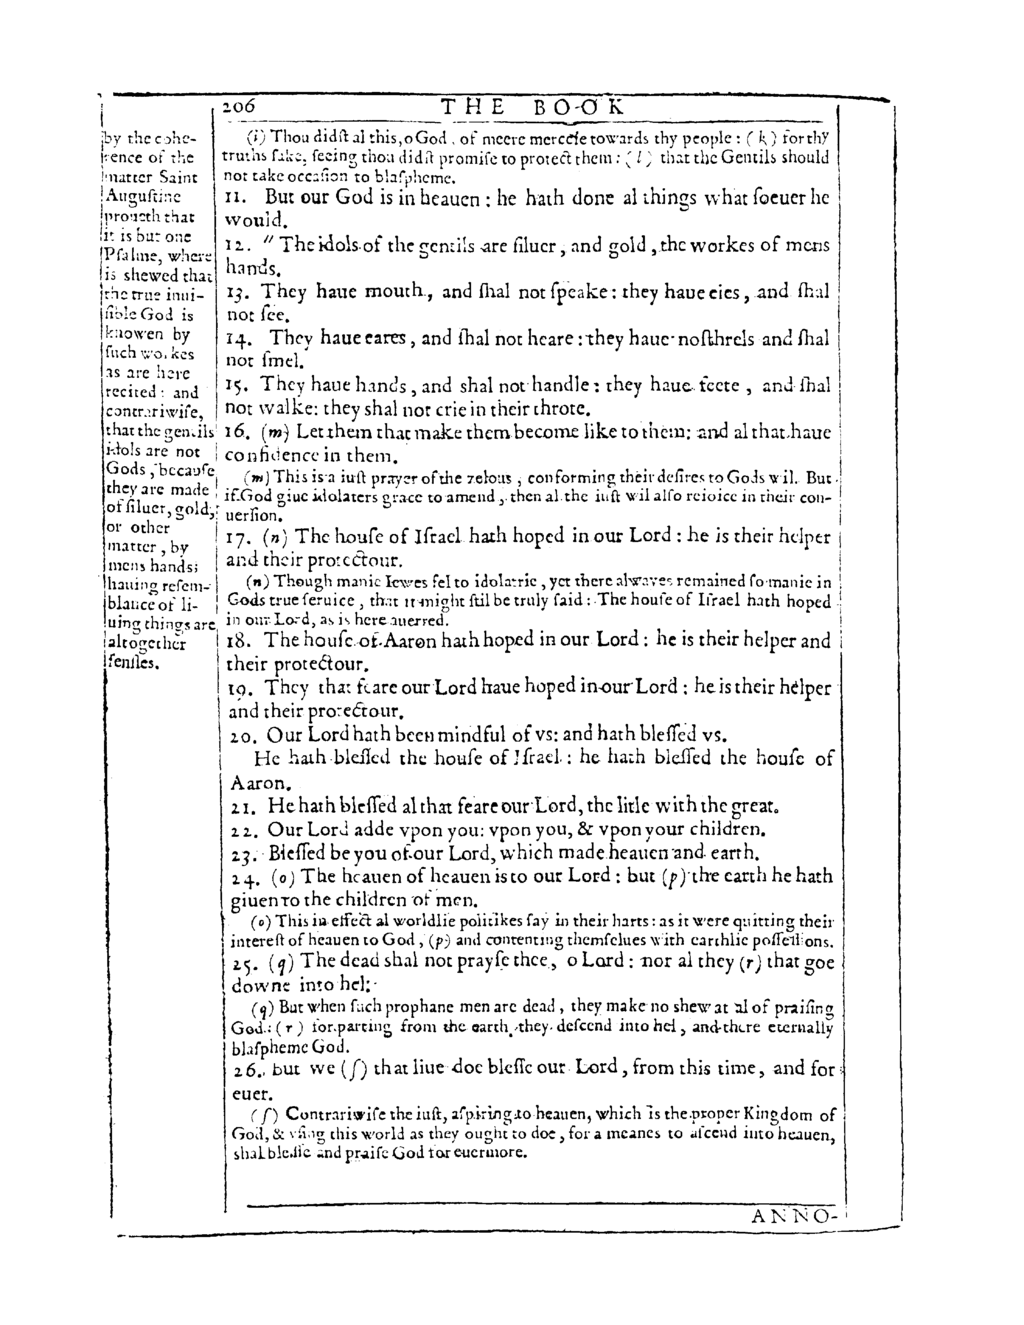 206 THE BOOK
by the cohe-
rence of the
matter Saint
Augustine
proueth that
it is but one
Psalme, where
is shewed that
the true inui-
sible God is
knowen by
such workes
as are here
recited : and
contrariwise,
that the gentils
idols are not
Gods, because
they are made
of siluer, gold,
or other
matter, by
mens hands;
hauing resem-
blance of li-
uing things are
altogether
sensles.
(i) Thou didſt al this, o God, of meere mercie towards thy people : (k) for thy
truths ſake, ſeeing thou didſt promiſe to protect them : (l) that the Gentils should
not take occaſion to blaſpheme.
11. But our God is in heauen : he hath done al things what ſoeuer he
would.
12. " The idols of the gentils are ſiluer, and gold, the workes of mens
hands.
13. They haue mouth, and ſhal not ſpeake : they haue eies, and ſhal
not ſee.
14. They haue eares, and ſhal not heare : they haue noſthrels and ſhal
not ſmel.
15. They haue hands, and shal not handle : they haue feete, and ſhal
not walke: they shal not crie in their throte.
16. (m) Let them that make them become like to them: and al that haue
confidence in them.
(m) This is a iuſt prayer of the zelous, conforming their deſires to Gods wil. But
if God giue idolaters grace to amend, then al the iuſt wil alſo reioice in their con-
uerſion.
17. (n) The houſe of Iſrael hath hoped in our Lord : he is their helper
and their protectour.
(n) Though manie Iewes fel to idolatrie, yet there alwayes remained ſo manie in
Gods true ſeruice, that it might ſtil be truly ſaid : The houſe of Iſrael hath hoped
in our Lord, as is here auerred.
18. The houſe of Aaron hath hoped in our Lord : he is their helper and
their protectour.
19. They that feare our Lord haue hoped in our Lord : he is their helper
and their protectour.
20. Our Lord hath been mindful of vs: and hath bleſſed vs.
He hath bleſſed the houſe of Iſrael : he hath bleſſed the houſe of
Aaron.
21. He hath bleſſed al that feare our Lord, the litle with the great.
22. Our Lord adde vpon you: vpon you, & vpon your children.
23. Bleſſed be you of our Lord, which made heauen and earth.
24. (o) The heauen of heauen is to our Lord : but (p) the earth he hath
giuen to the children of men.
(o) This in effect al worldlie politikes ſay in their harts : as it were quitting their
intereſt of heauen to God, (p) and contenting themſelues with earthlie poſſeſſions.
25. (q) The dead shal not prayſe thee, o Lord : nor al they (r) that goe
downe into hel:
(q) But when ſuch prophane men are dead, they make no shew at al of praiſing
God : (r) for parting from the earth, they deſcend into hel, and there eternally
blaſpheme God.
26. but we (ſ) that liue doe bleſſe our Lord, from this time, and for
euer.
(ſ) Contrariwiſe the iuſt, aſpiring to heauen, which is the proper Kingdom of
God, & vſing this world as they ought to doe, for a meanes to aſcend into heauen,
shal bleſſe and praiſe God for euermore.
ANNO-